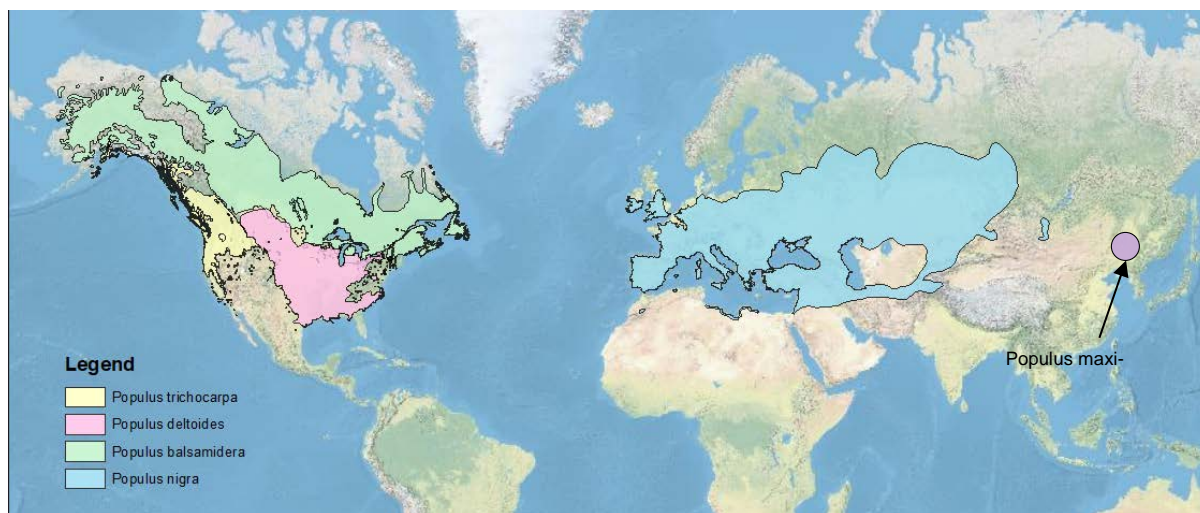 Populus maxi-
Legend
Populus trichocarpa
Populus deltoides
Populus balsamidera
Populus nigra